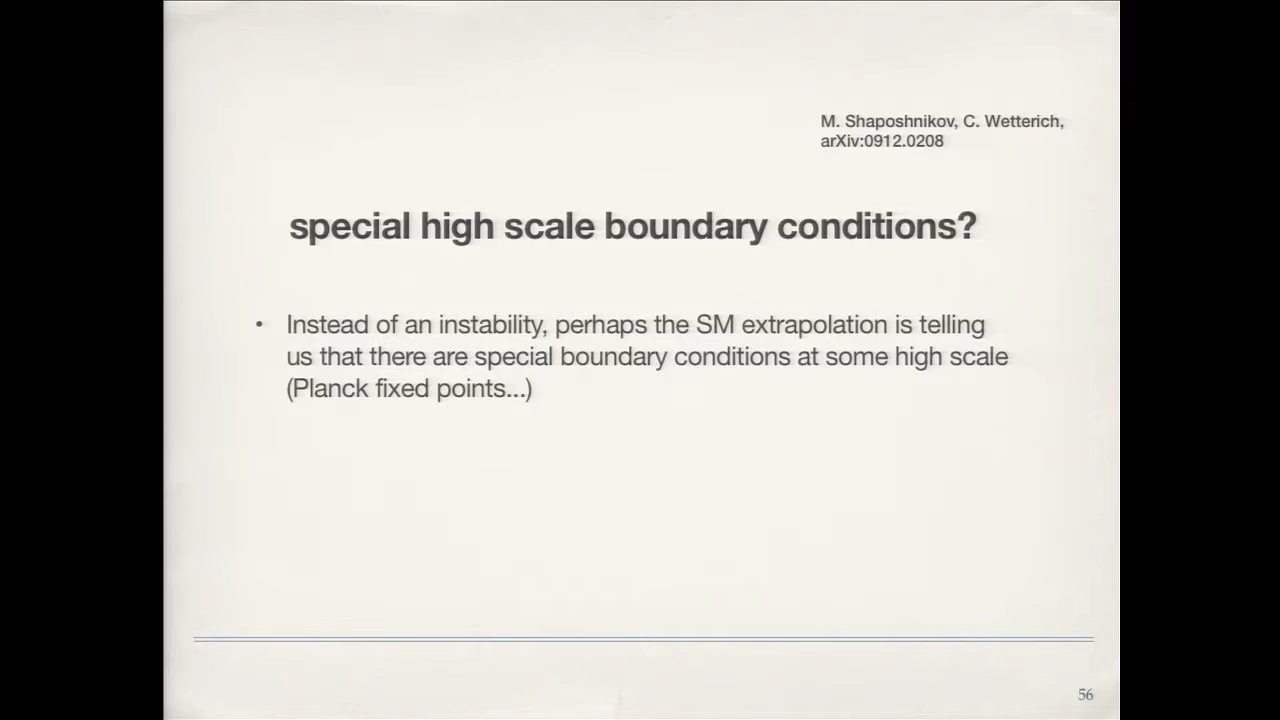 M. Shaposhnikov, C. Wetterich,
arXiv:0912.0208
special high scale boundary conditions?
• Instead of an instability, perhaps the SM extrapolation is telling
us that there are special boundary conditions at some high scale
(Planck fixed points...)
56